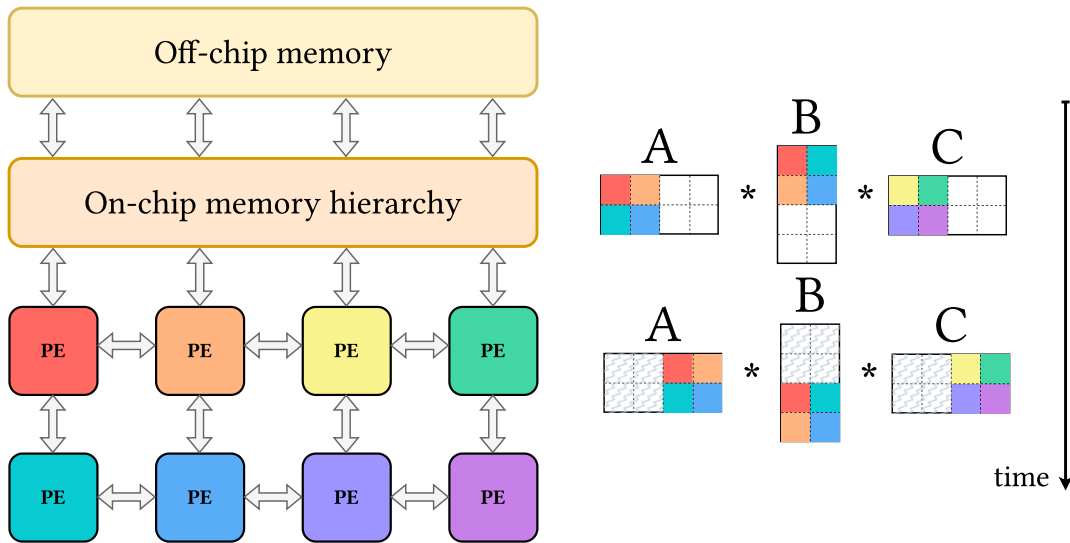 Off-chip memory
On-chip memory hierarchy
PE PE PE PE
PE PE PE PE
A * B * C
A * B * C
time